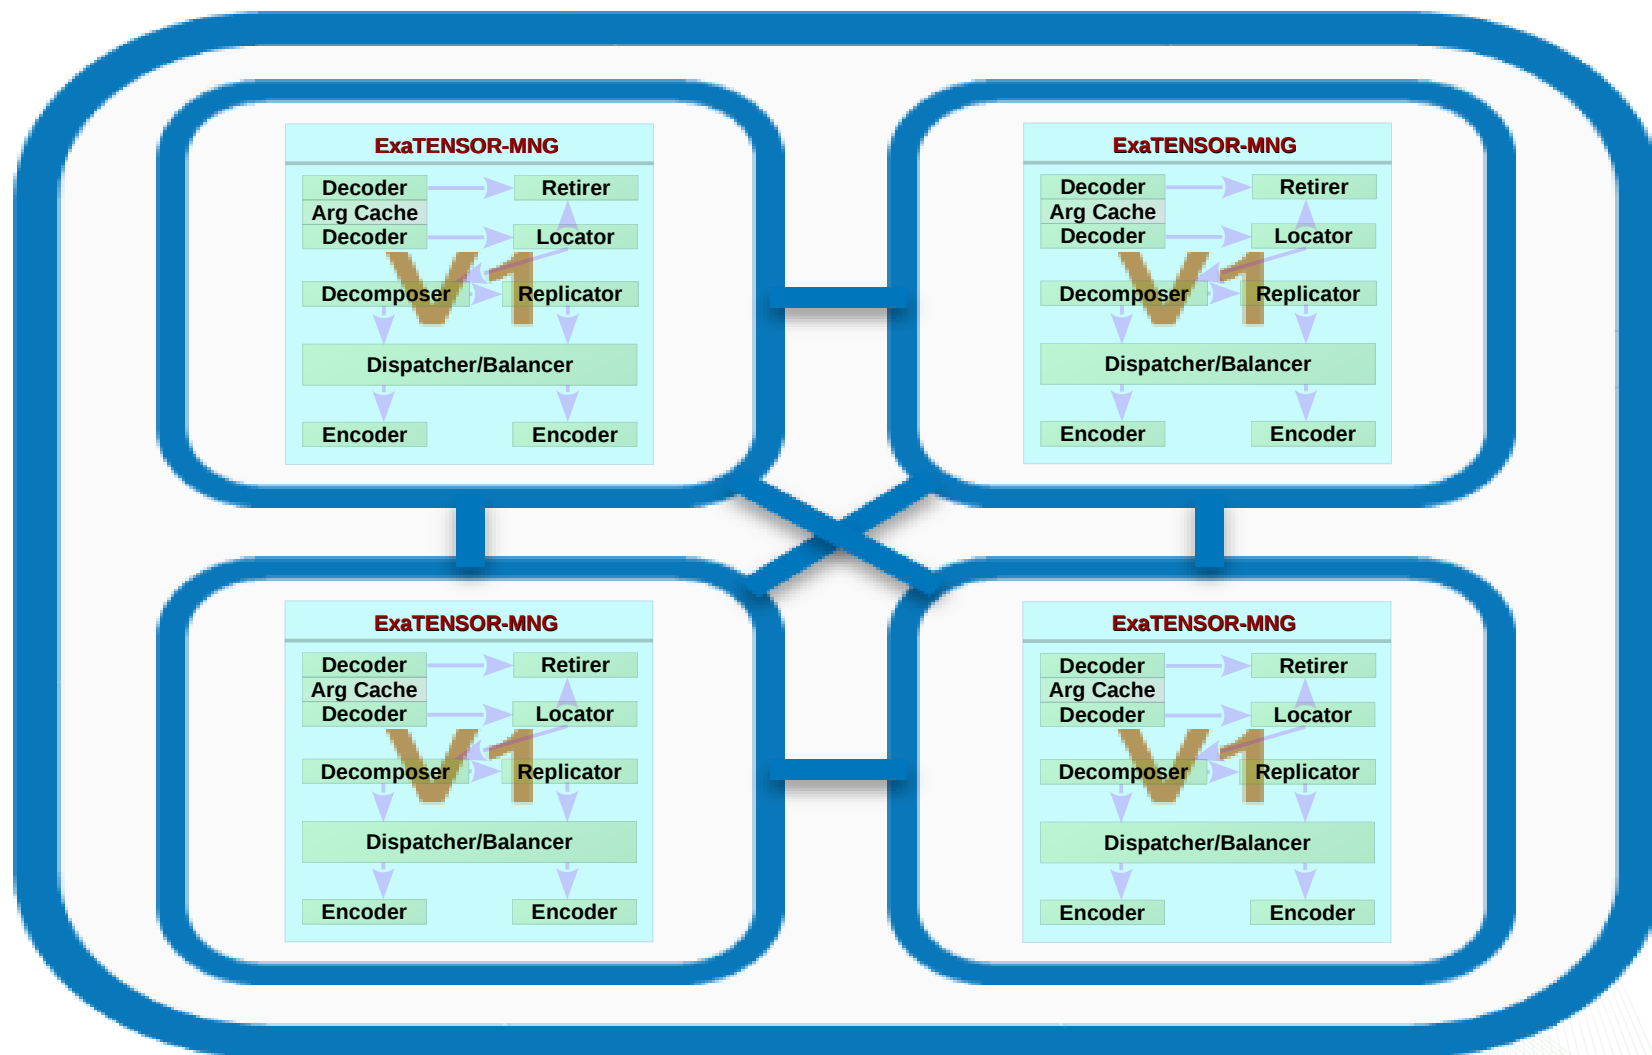 ExaTENSOR-MNG
Decoder Retirer
Arg Cache
Decoder Locator
V1
Decomposer Replicator
Dispatcher/Balancer
Encoder Encoder
ExaTENSOR-MNG
Decoder Retirer
Arg Cache
Decoder Locator
V1
Decomposer Replicator
Dispatcher/Balancer
Encoder Encoder
ExaTENSOR-MNG
Decoder Retirer
Arg Cache
Decoder Locator
V1
Decomposer Replicator
Dispatcher/Balancer
Encoder Encoder
ExaTENSOR-MNG
Decoder Retirer
Arg Cache
Decoder Locator
V1
Decomposer Replicator
Dispatcher/Balancer
Encoder Encoder